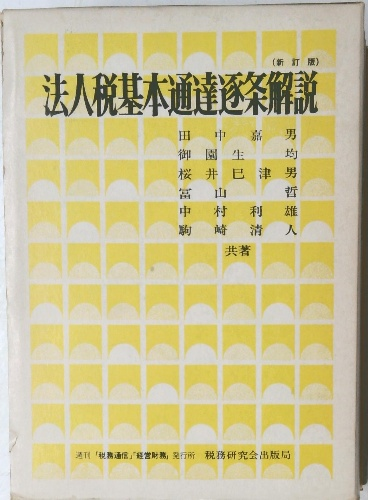 (新訂版)
法人税基本通達逐条解説
田中嘉男
御園生均
桜井巳津男
冨山哲
中村利雄
駒崎清人
共著
週刊「税務通信」「経営財務」発行所 税務研究会出版局